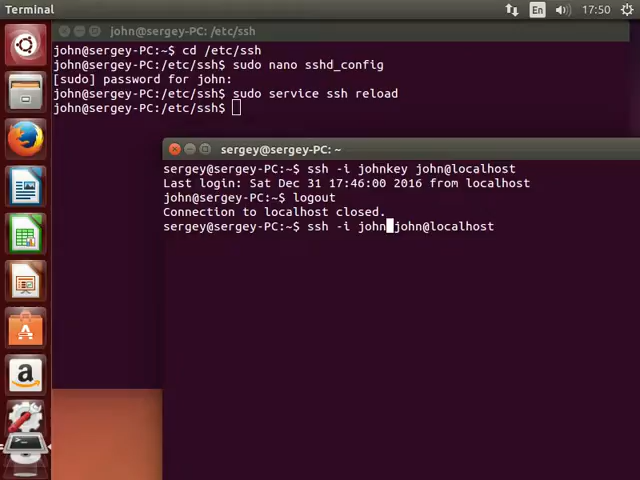 Terminal
En
17:50
john@sergey-PC: /etc/ssh
john@sergey-PC:~$ cd /etc/ssh
john@sergey-PC:/etc/ssh$ sudo nano sshd_config
[sudo] password for john:
john@sergey-PC:/etc/ssh$ sudo service ssh reload
john@sergey-PC:/etc/ssh$
sergey@sergey-PC: ~
sergey@sergey-PC:~$ ssh -i johnkey john@localhost
Last login: Sat Dec 31 17:46:00 2016 from localhost
john@sergey-PC:~$ logout
Connection to localhost closed.
sergey@sergey-PC:~$ ssh -i john john@localhost